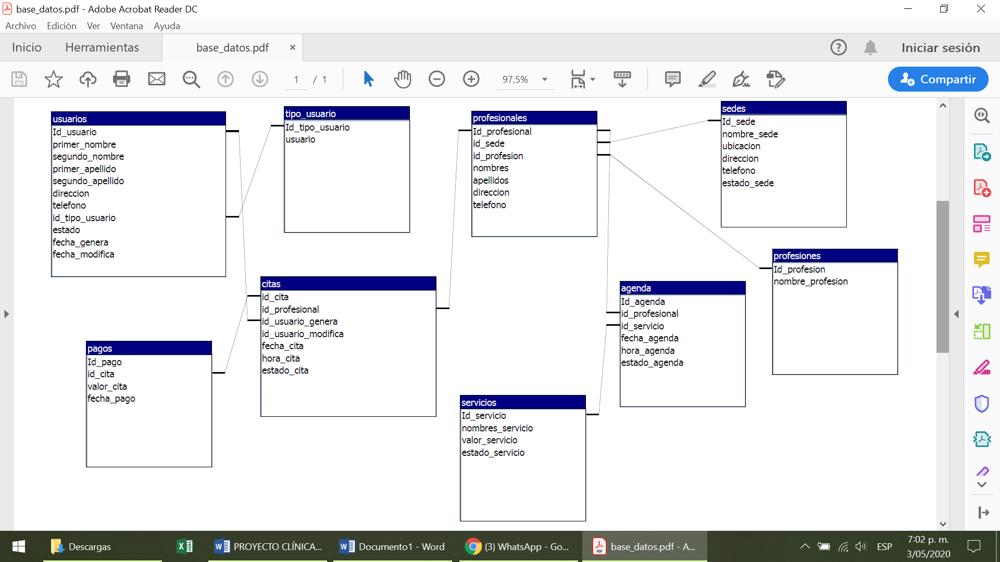 base_datos.pdf - Adobe Acrobat Reader DC
Archivo Edición Ver Ventana Ayuda
Inicio Herramientas base_datos.pdf × Iniciar sesión
1 / 1 97,5% Compartir
usuarios
Id_usuario
primer_nombre
segundo_nombre
primer_apellido
segundo_apellido
direccion
telefono
id_tipo_usuario
estado
fecha_genera
fecha_modifica
tipo_usuario
Id_tipo_usuario
usuario
profesionales
Id_profesional
id_sede
id_profesion
nombres
apellidos
direccion
telefono
sedes
Id_sede
nombre_sede
ubicacion
direccion
telefono
estado_sede
profesiones
Id_profesion
nombre_profesion
citas
id_cita
id_profesional
id_usuario_genera
id_usuario_modifica
fecha_cita
hora_cita
estado_cita
agenda
Id_agenda
id_profesional
id_servicio
fecha_agenda
hora_agenda
estado_agenda
pagos
Id_pago
id_cita
valor_cita
fecha_pago
servicios
Id_servicio
nombres_servicio
valor_servicio
estado_servicio
Descargas PROYECTO CLÍNICA... Documento1 - Word (3) WhatsApp - Go... base_datos.pdf - A... ESP 7:02 p. m.
3/05/2020